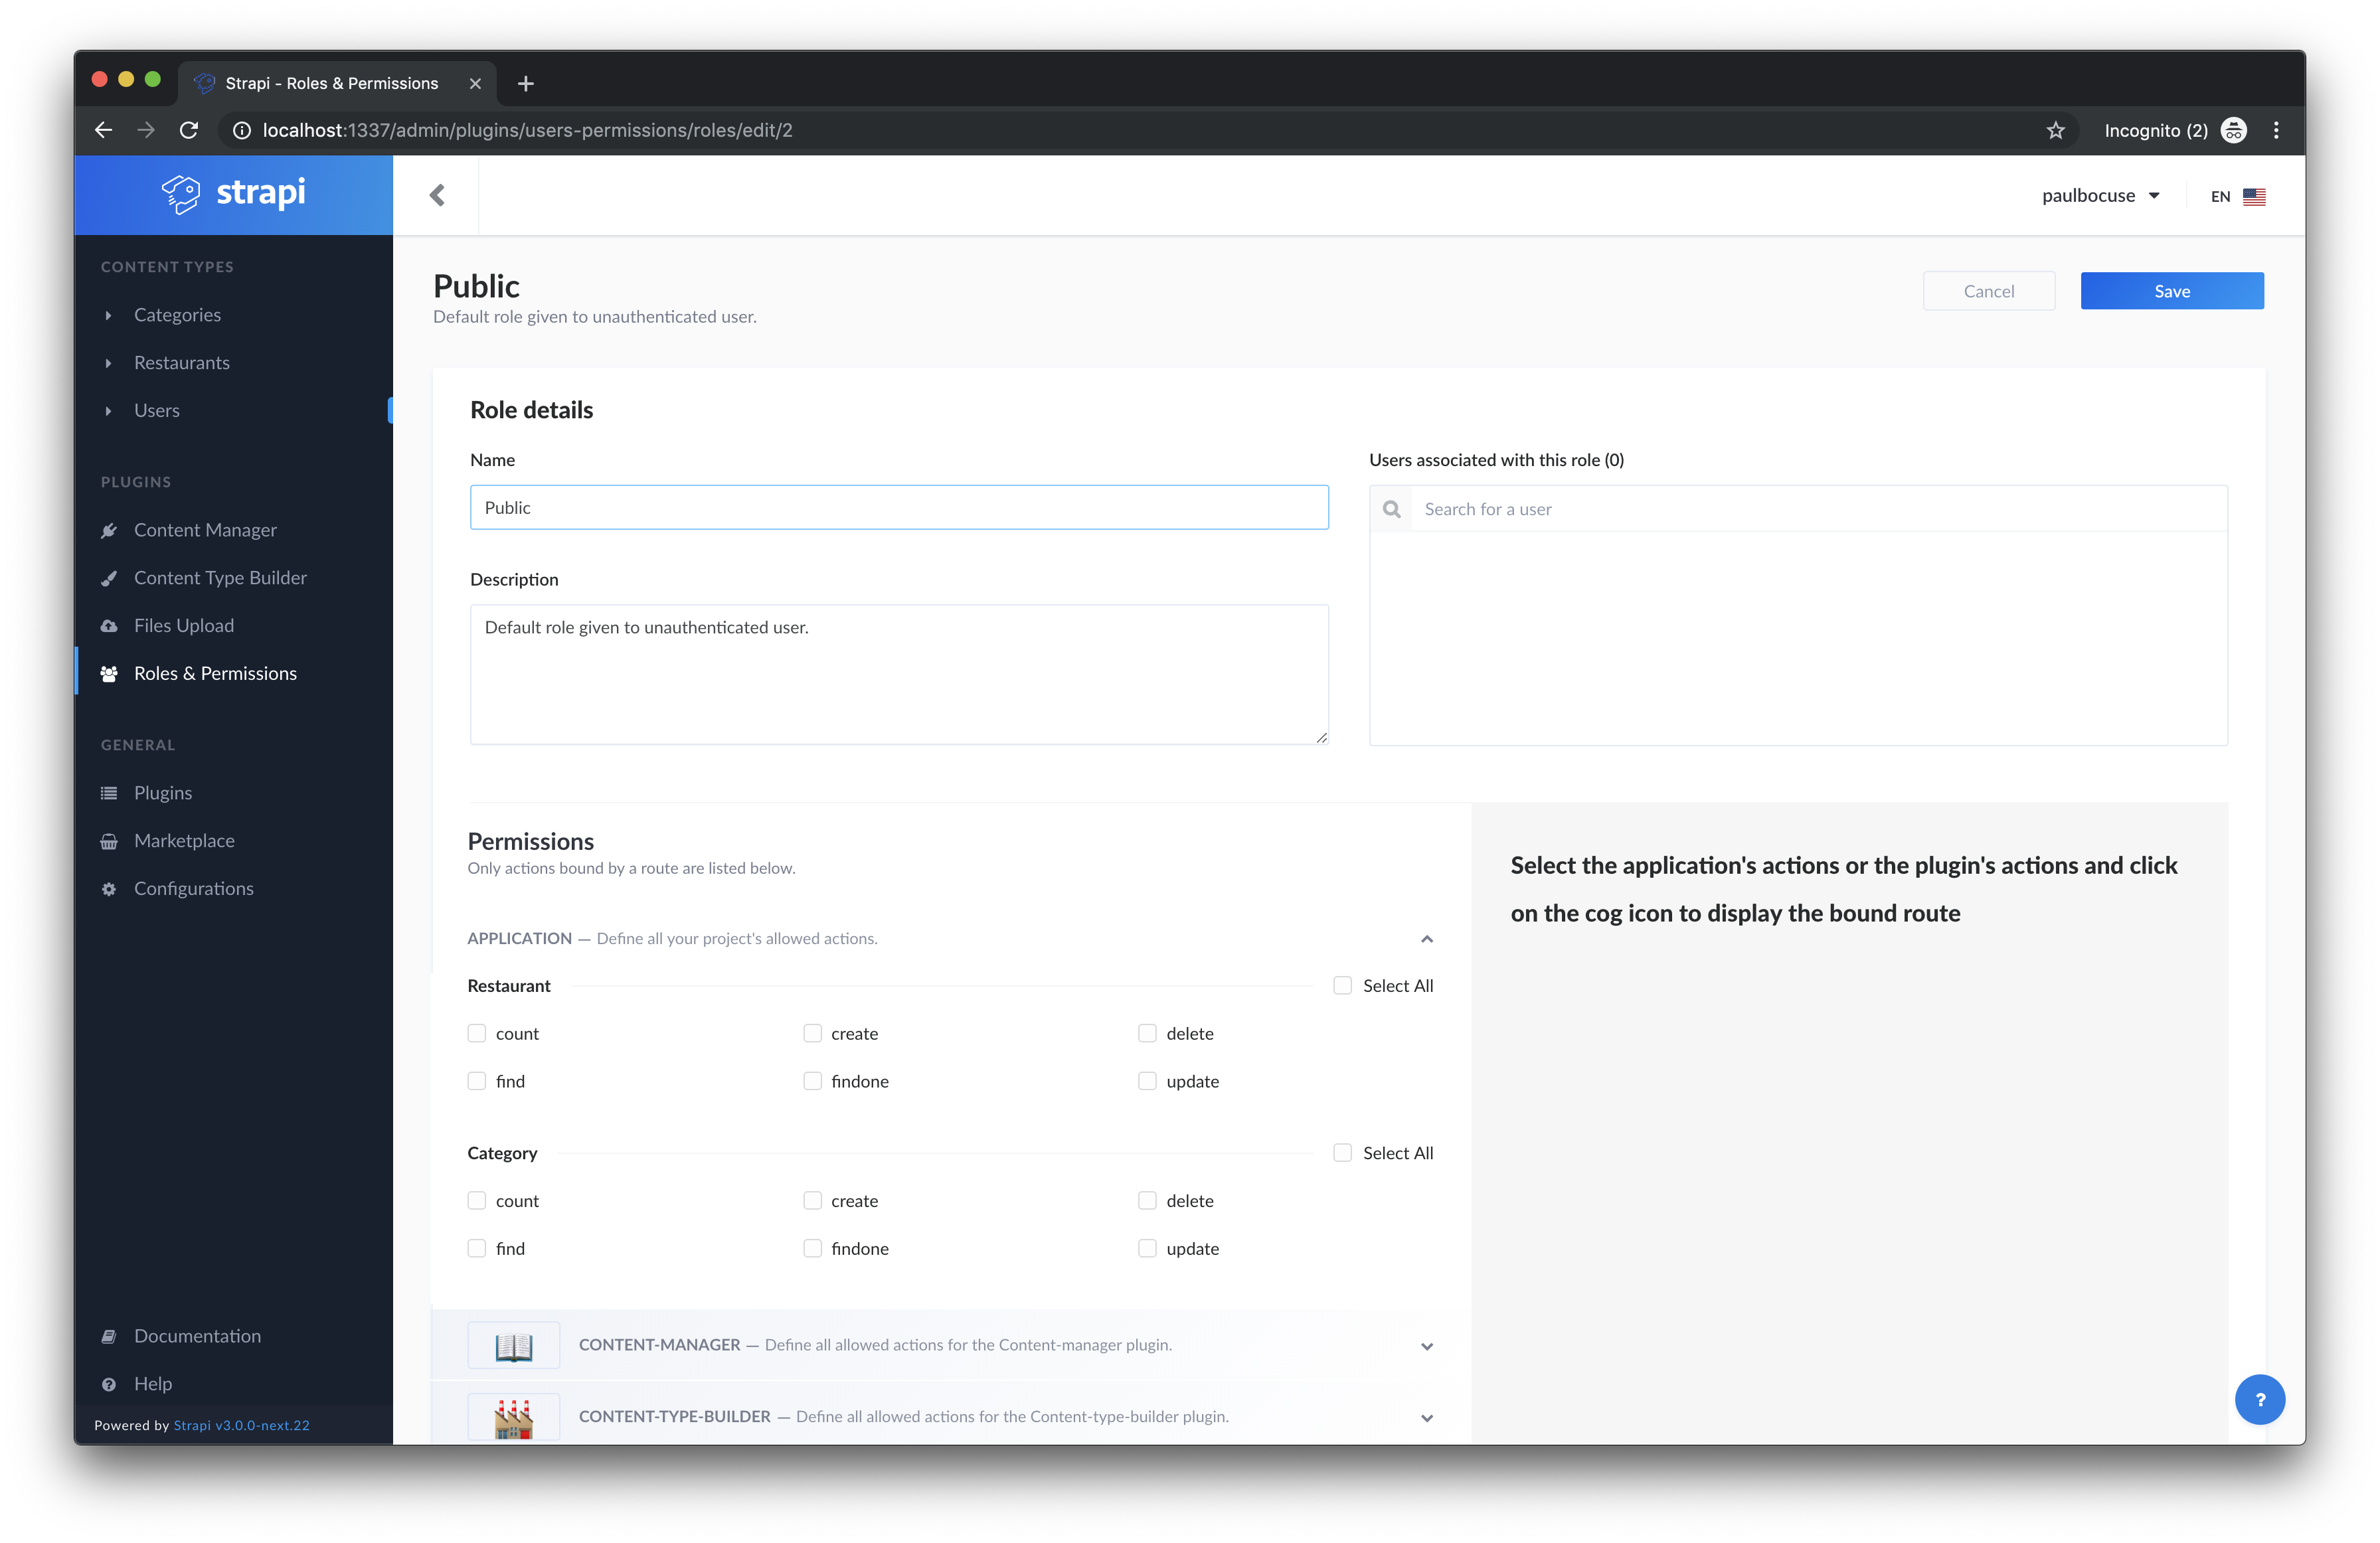 Strapi - Roles & Permissions
localhost:1337/admin/plugins/users-permissions/roles/edit/2
Incognito (2)
strapi
paulbocuse
EN
CONTENT TYPES
Categories
Restaurants
Users
PLUGINS
Content Manager
Content Type Builder
Files Upload
Roles & Permissions
GENERAL
Plugins
Marketplace
Configurations
Documentation
Help
Powered by Strapi v3.0.0-next.22
Public
Default role given to unauthenticated user.
Cancel
Save
Role details
Name
Public
Description
Default role given to unauthenticated user.
Users associated with this role (0)
Search for a user
Permissions
Only actions bound by a route are listed below.
APPLICATION — Define all your project's allowed actions.
Restaurant
Select All
count create delete
find findone update
Category
Select All
count create delete
find findone update
CONTENT-MANAGER — Define all allowed actions for the Content-manager plugin.
CONTENT-TYPE-BUILDER — Define all allowed actions for the Content-type-builder plugin.
Select the application's actions or the plugin's actions and click
on the cog icon to display the bound route
?